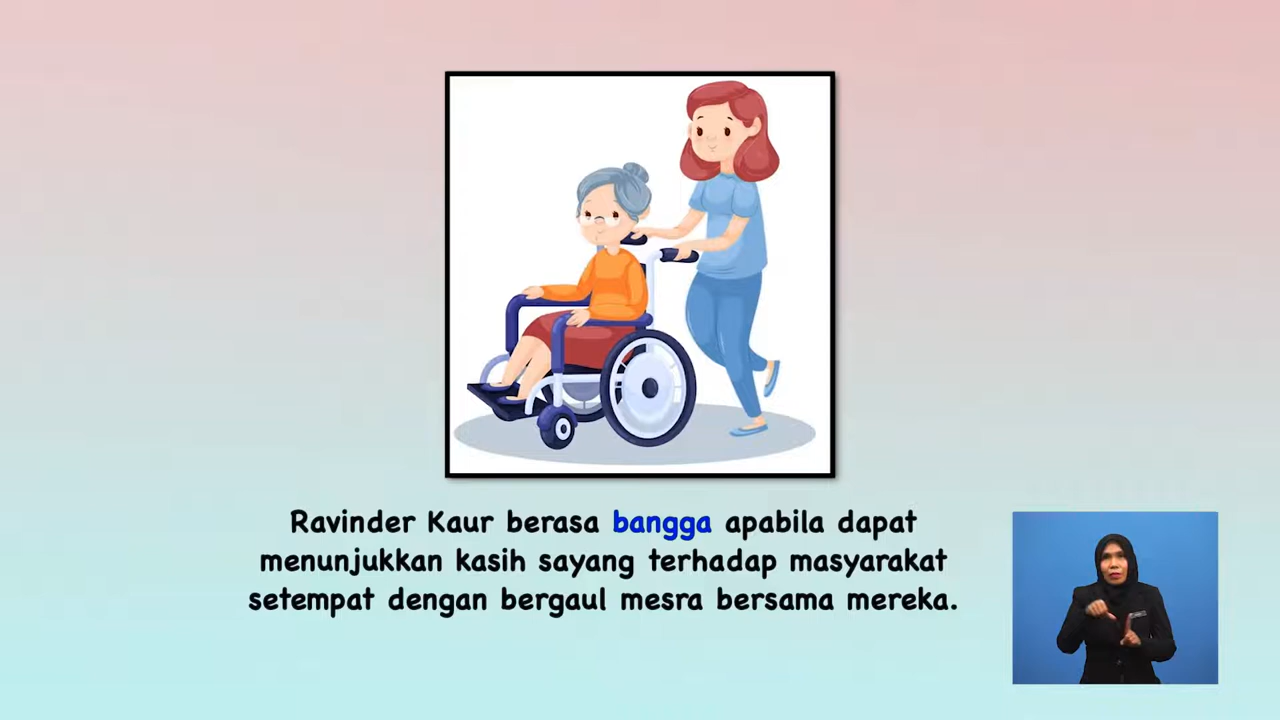 Ravinder Kaur berasa bangga apabila dapat
menunjukkan kasih sayang terhadap masyarakat
setempat dengan bergaul mesra bersama mereka.